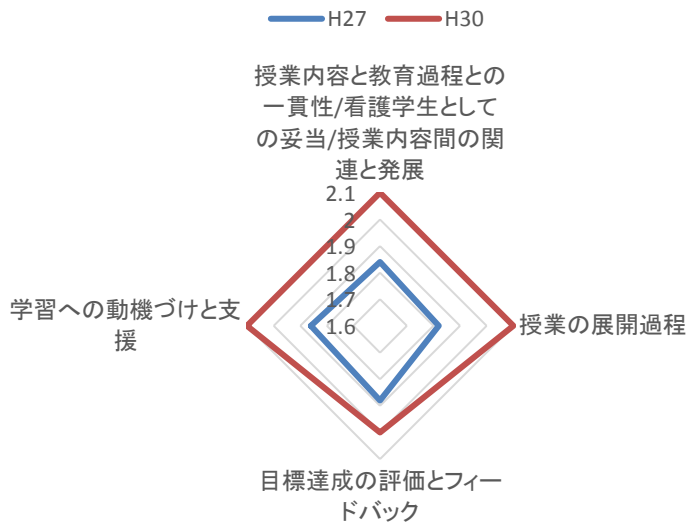 H27 H30
授業内容と教育過程との
一貫性/看護学生として
の妥当/授業内容間の関
連と発展
2.1
2
1.9
1.8
1.7
1.6
学習への動機づけと支
援
授業の展開過程
目標達成の評価とフィー
ドバック